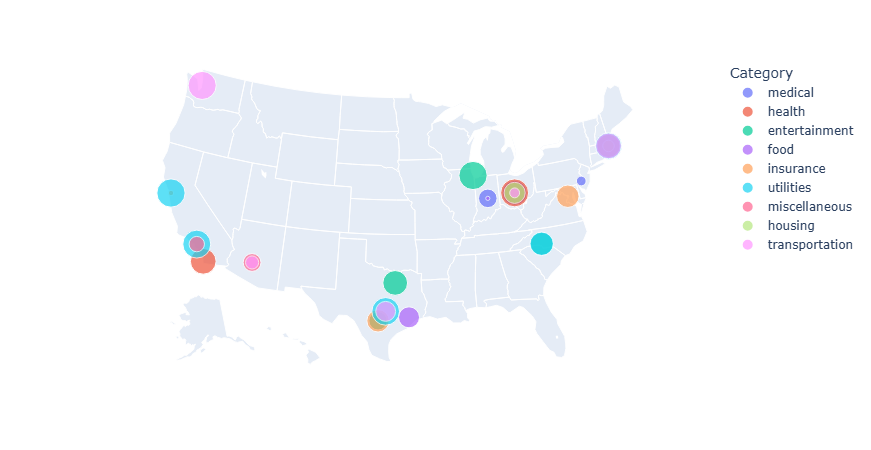 Category
medical
health
entertainment
food
insurance
utilities
miscellaneous
housing
transportation